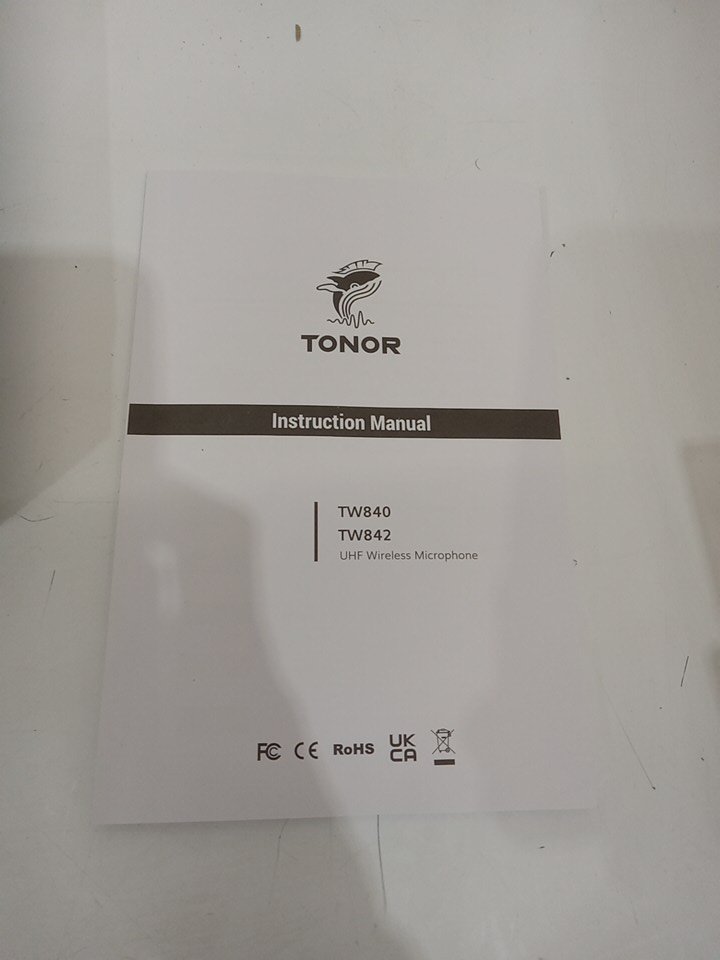 TONOR
Instruction Manual
TW840
TW842
UHF Wireless Microphone
FC CE RoHS UK
CA